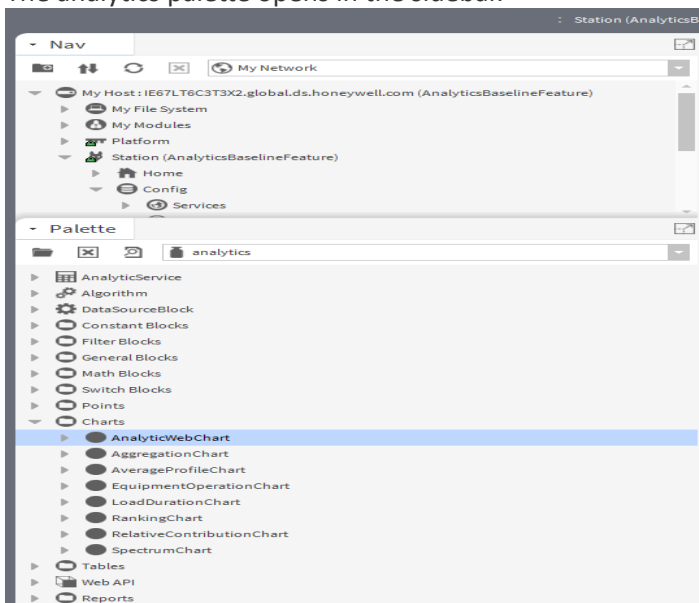 The analytics palette opens in the sidebar.
: Station (AnalyticsB
Nav
My Network
My Host : IE67LT6C3T3X2.global.ds.honeywell.com (AnalyticsBaselineFeature)
My File System
My Modules
Platform
Station (AnalyticsBaselineFeature)
Home
Config
Services
Palette
analytics
AnalyticService
Algorithm
DataSourceBlock
Constant Blocks
Filter Blocks
General Blocks
Math Blocks
Switch Blocks
Points
Charts
AnalyticWebChart
AggregationChart
AverageProfileChart
EquipmentOperationChart
LoadDurationChart
RankingChart
RelativeContributionChart
SpectrumChart
Tables
Web API
Reports